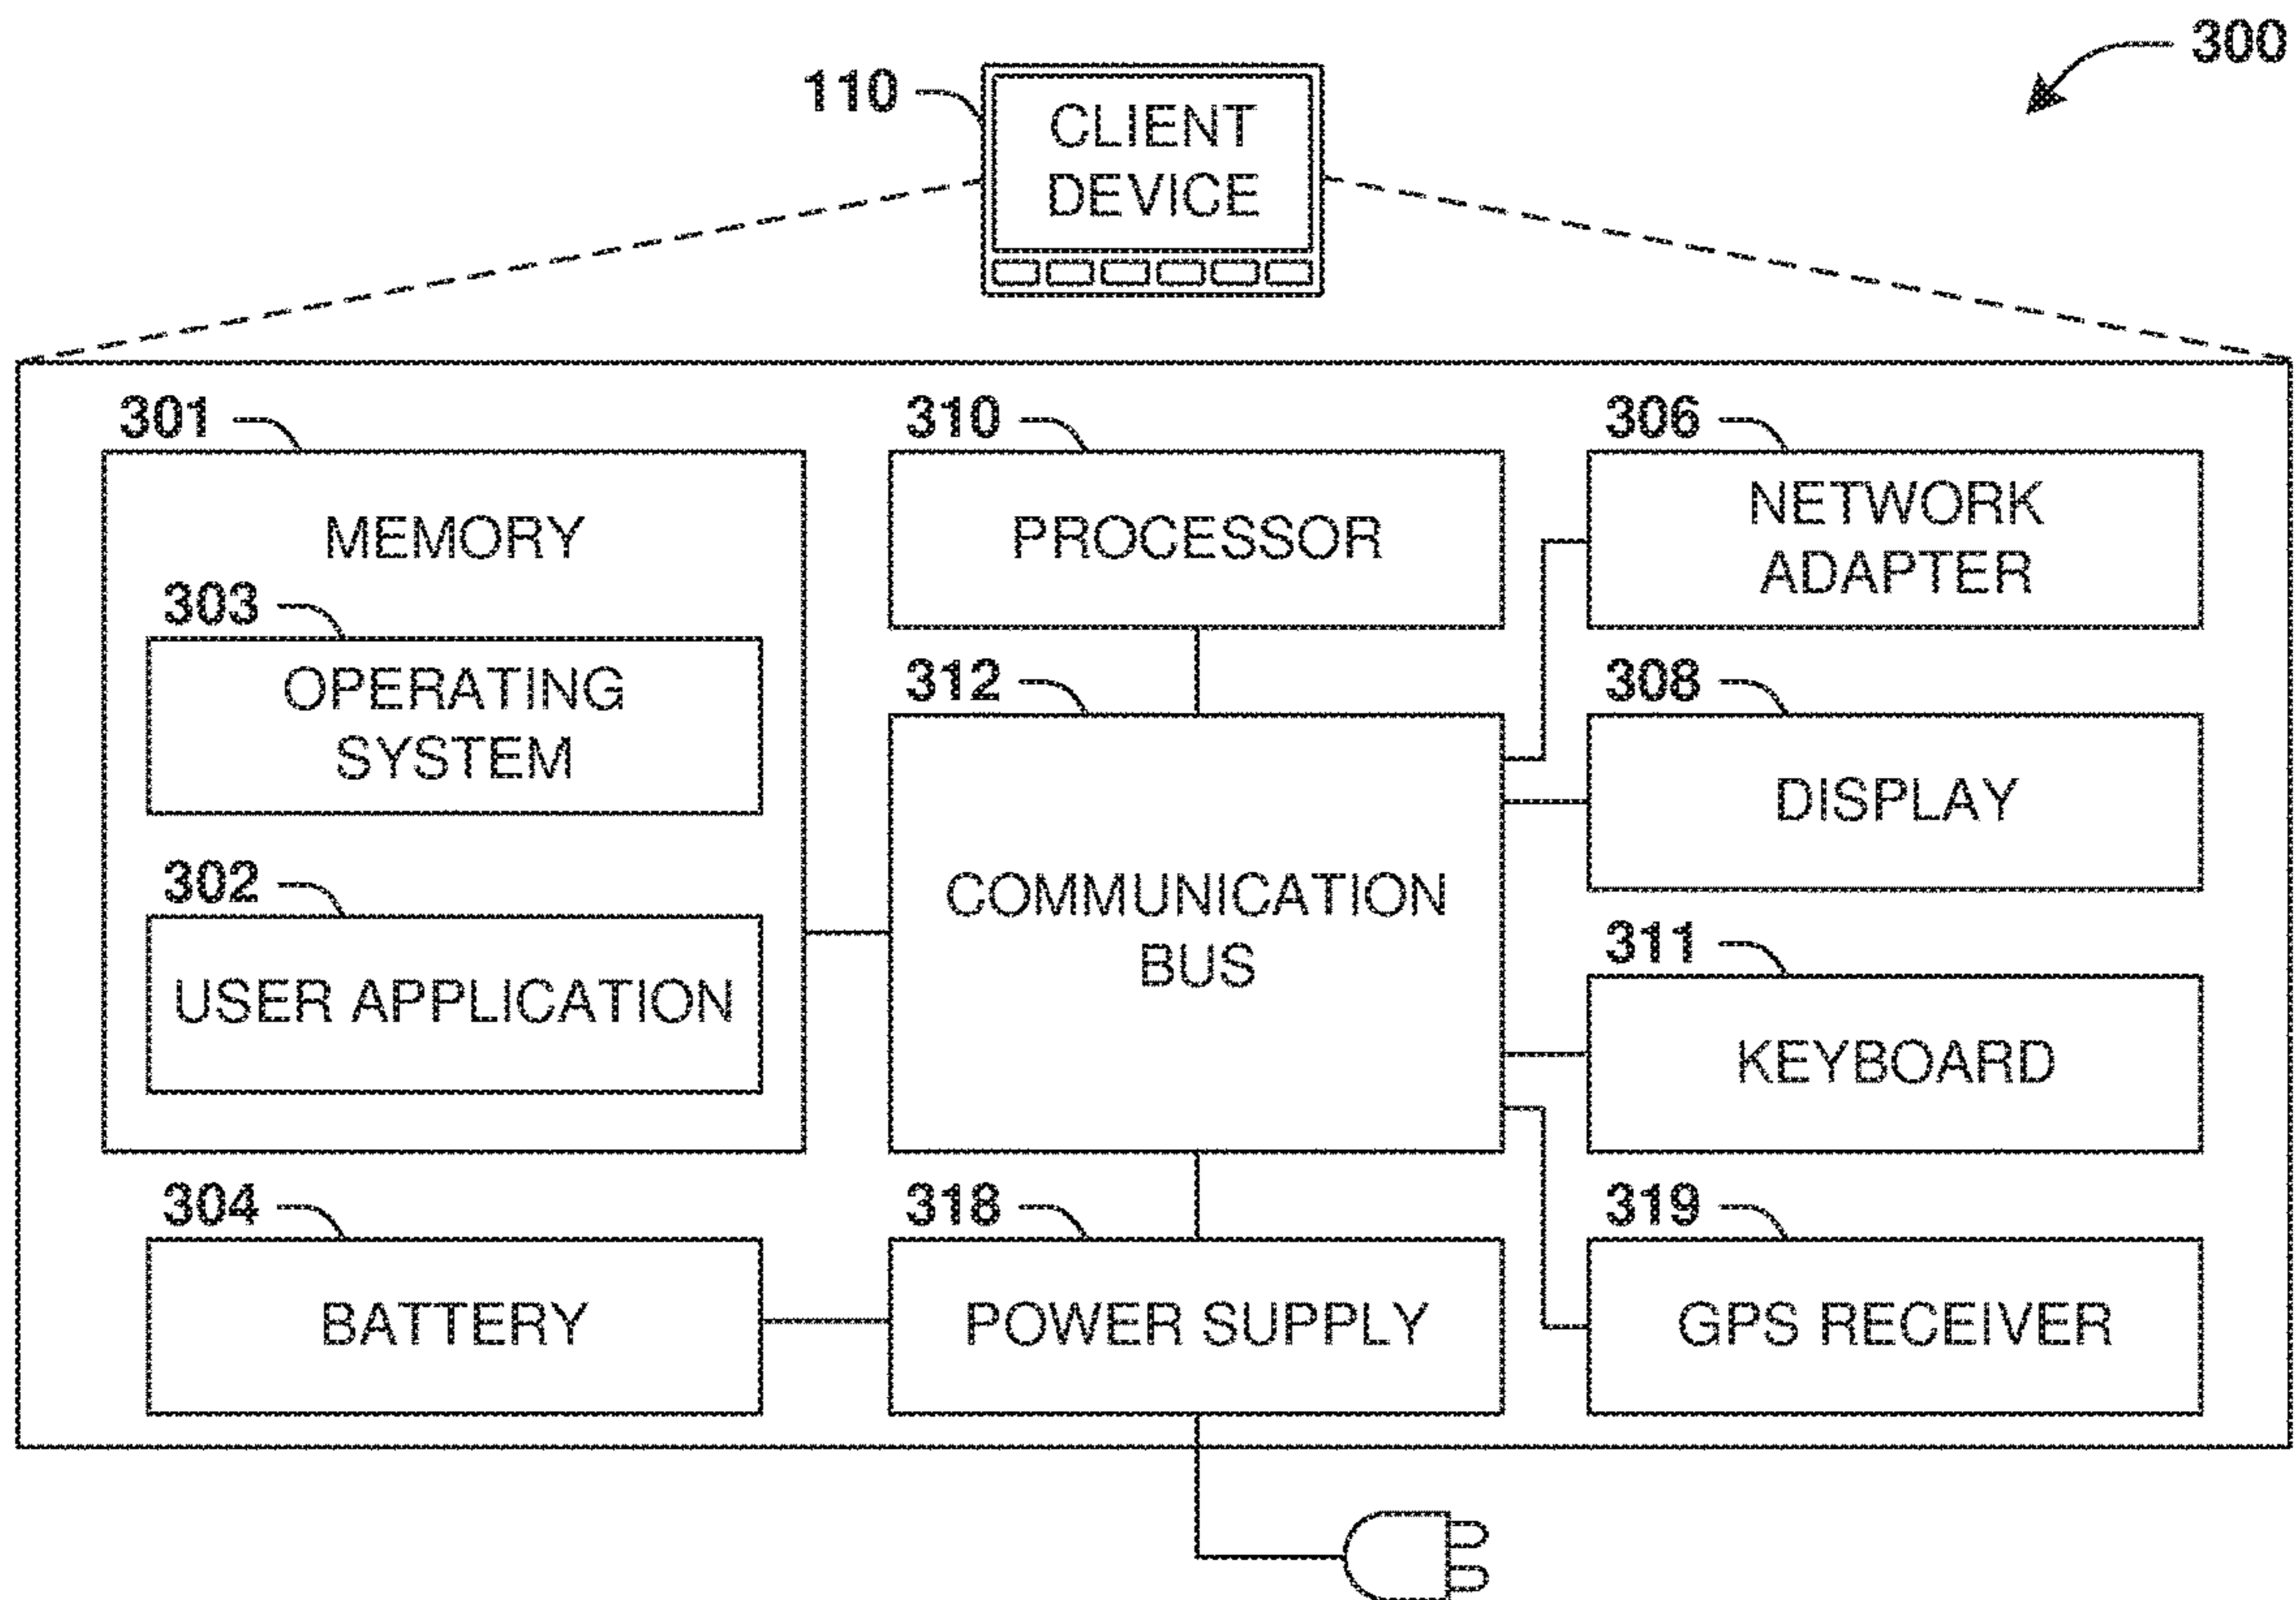 300
110
CLIENT
DEVICE
301
310
306
MEMORY
PROCESSOR
NETWORK
ADAPTER
303
OPERATING
SYSTEM
312
308
COMMUNICATION
BUS
DISPLAY
302
USER APPLICATION
311
KEYBOARD
304
318
319
BATTERY
POWER SUPPLY
GPS RECEIVER